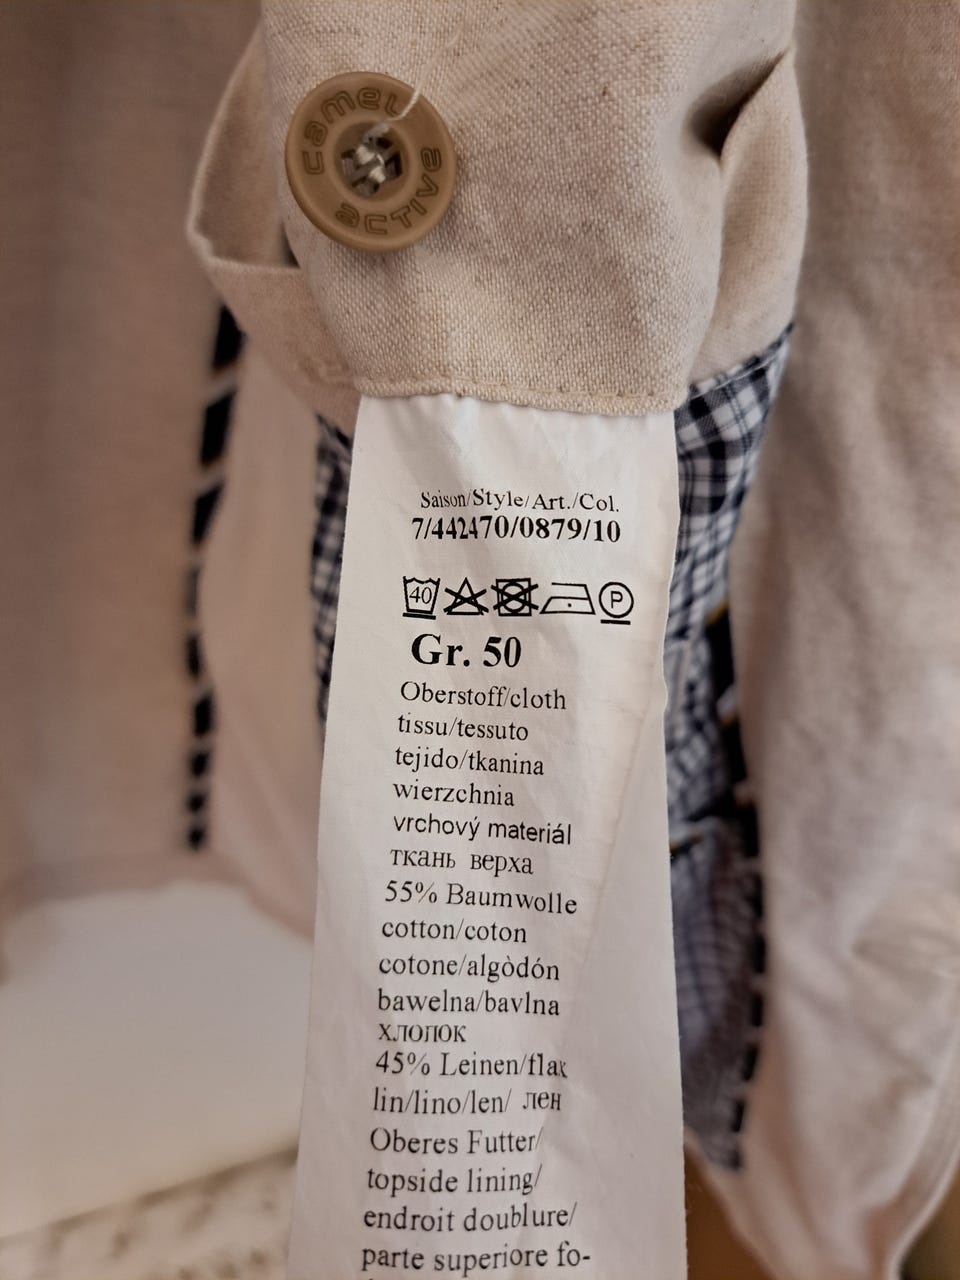 camel active
Saison/Style/Art./Col.
7/442470/0879/10
40 P
Gr. 50
Oberstoff/cloth
tissu/tessuto
tejido/tkanina
wierzchnia
vrchový materiál
ткань верха
55% Baumwolle
cotton/coton
cotone/algòdón
bawelna/bavlna
хлопок
45% Leinen/flax
lin/lino/len/ лен
Oberes Futter/
topside lining/
endroit doublure/
parte superiore fo-